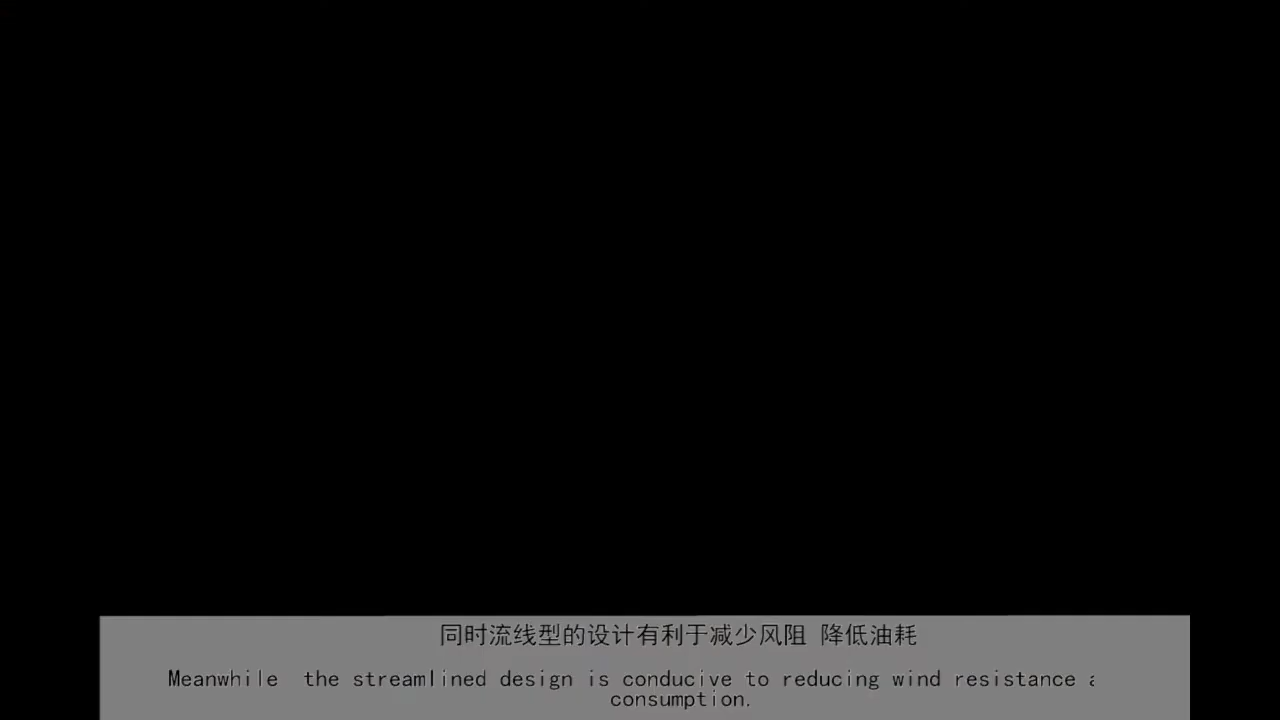 同时流线型的设计有利于减少风阻 降低油耗
Meanwhile the streamlined design is conducive to reducing wind resistance
consumption.